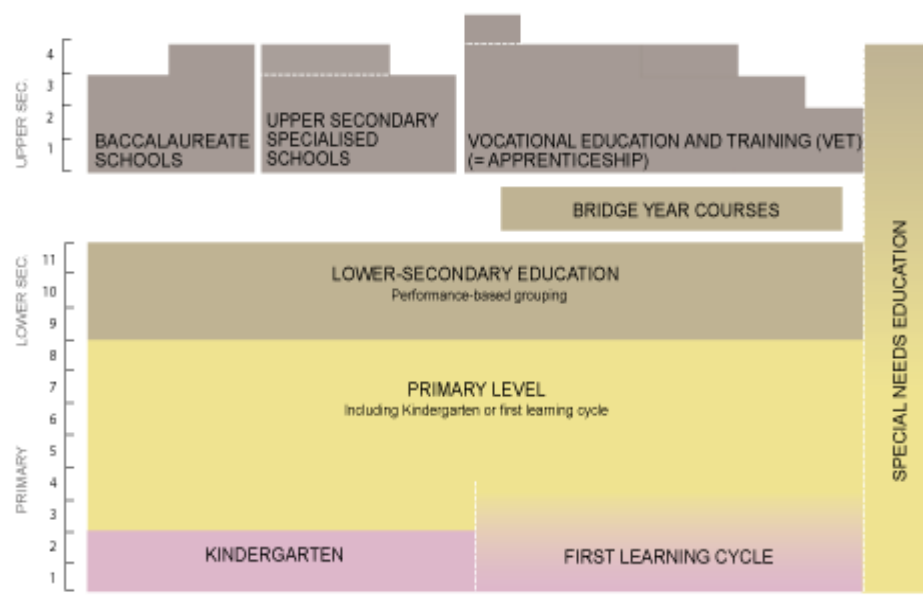 4
3
2
1
UPPER SEC.
BACCALAUREATE
SCHOOLS
UPPER SECONDARY
SPECIALISED
SCHOOLS
VOCATIONAL EDUCATION AND TRAINING (VET)
(= APPRENTICESHIP)
BRIDGE YEAR COURSES
11
10
9
LOWER SEC.
LOWER-SECONDARY EDUCATION
Performance-based grouping
8
7
6
5
4
3
2
1
PRIMARY
PRIMARY LEVEL
Including Kindergarten or first learning cycle
KINDERGARTEN
FIRST LEARNING CYCLE
SPECIAL NEEDS EDUCATION